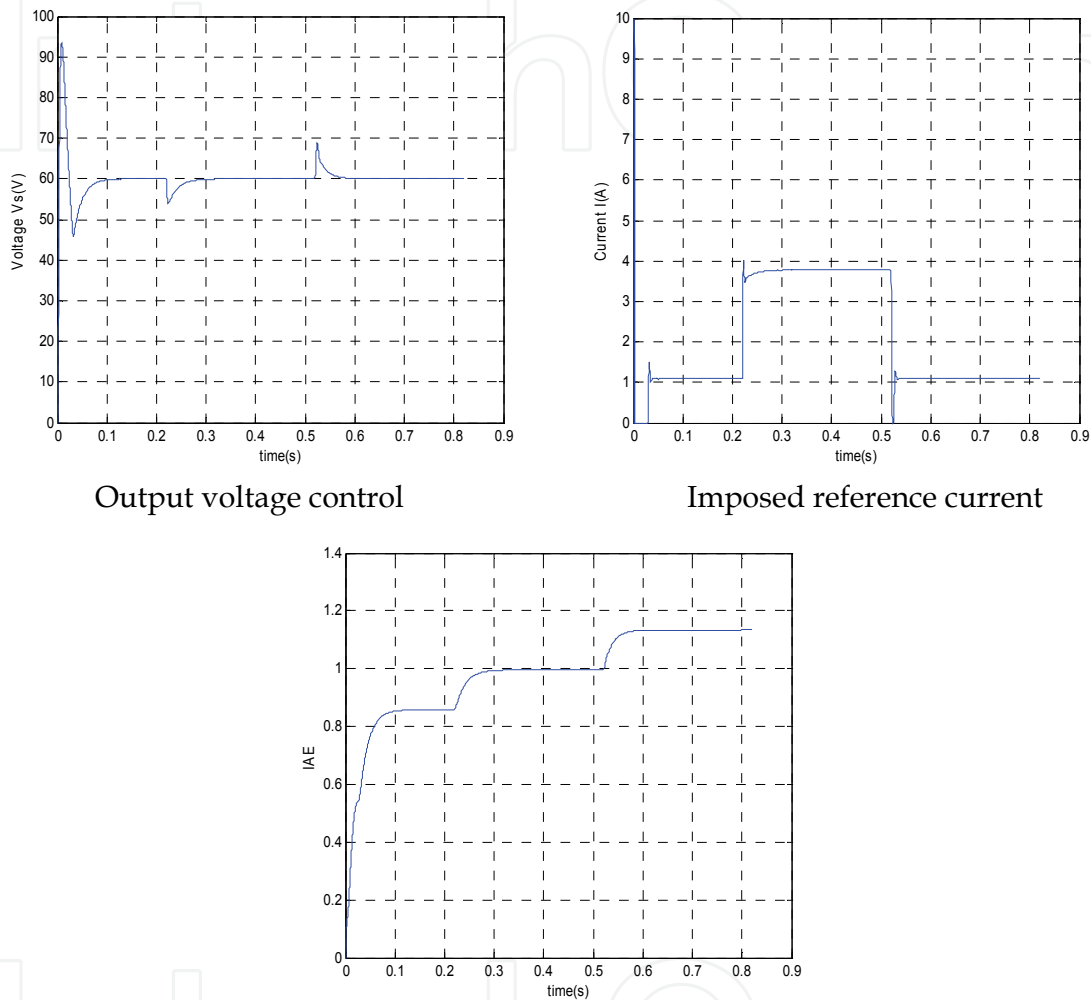 100
90
80
70
60
50
40
30
20
10
0
Voltage Vs(V)
0 0.1 0.2 0.3 0.4 0.5 0.6 0.7 0.8 0.9
time(s)
10
9
8
7
6
5
4
3
2
1
0
Current I(A)
0 0.1 0.2 0.3 0.4 0.5 0.6 0.7 0.8 0.9
time(s)
Output voltage control
Imposed reference current
1.4
1.2
1
0.8
0.6
0.4
0.2
0
IAE
0 0.1 0.2 0.3 0.4 0.5 0.6 0.7 0.8 0.9
time(s)